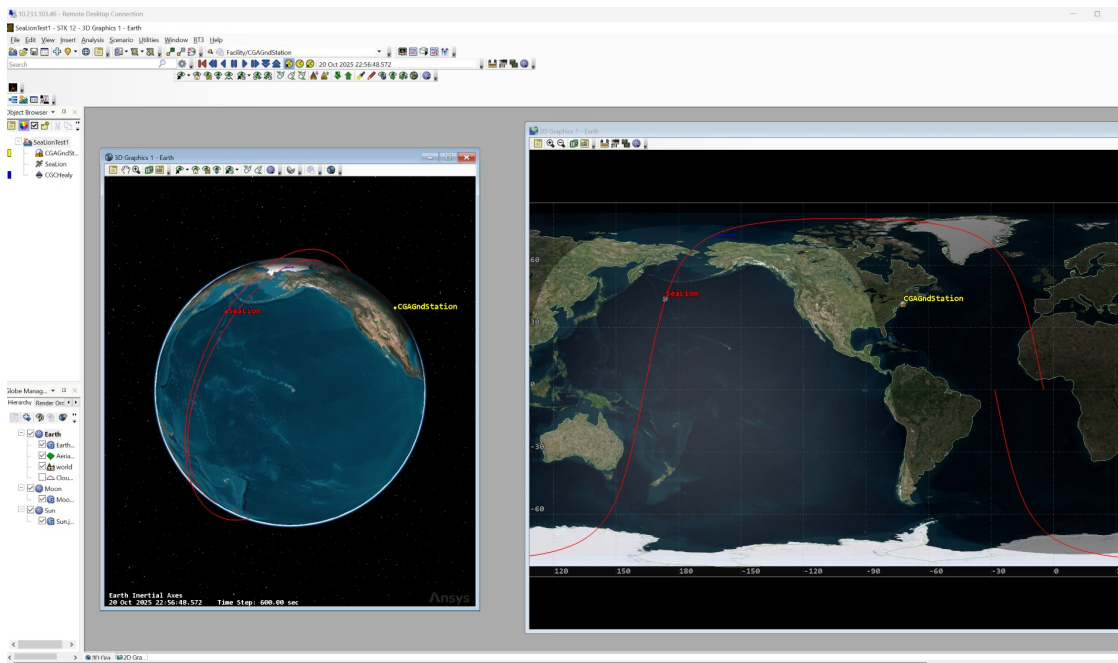 10.233.103.46 - Remote Desktop Connection
SeaLionTest1 - STK 12 - 3D Graphics 1 - Earth
File Edit View Insert Analysis Scenario Utilities Window RT3 Help
Facility/CGAGndStation
Search
20 Oct 2025 22:56:48.572
Object Browser
SeaLionTest1
CGAGndSt...
SeaLion
CGCHealy
3D Graphics 1 - Earth
SeaLion
CGAGndStation
Earth Inertial Axes
20 Oct 2025 22:56:48.572 Time Step: 600.00 sec
Ansys
2D Graphics 1 - Earth
60
30
0
-30
-60
SeaLion
CGAGndStation
120 150 180 -150 -120 -90 -60 -30 0
Globe Manag...
Hierarchy Render Orc
Earth
Earth...
Aeria...
world
Clou...
Moon
Moo...
Sun
Sun.j...
3D Gra
2D Gra...